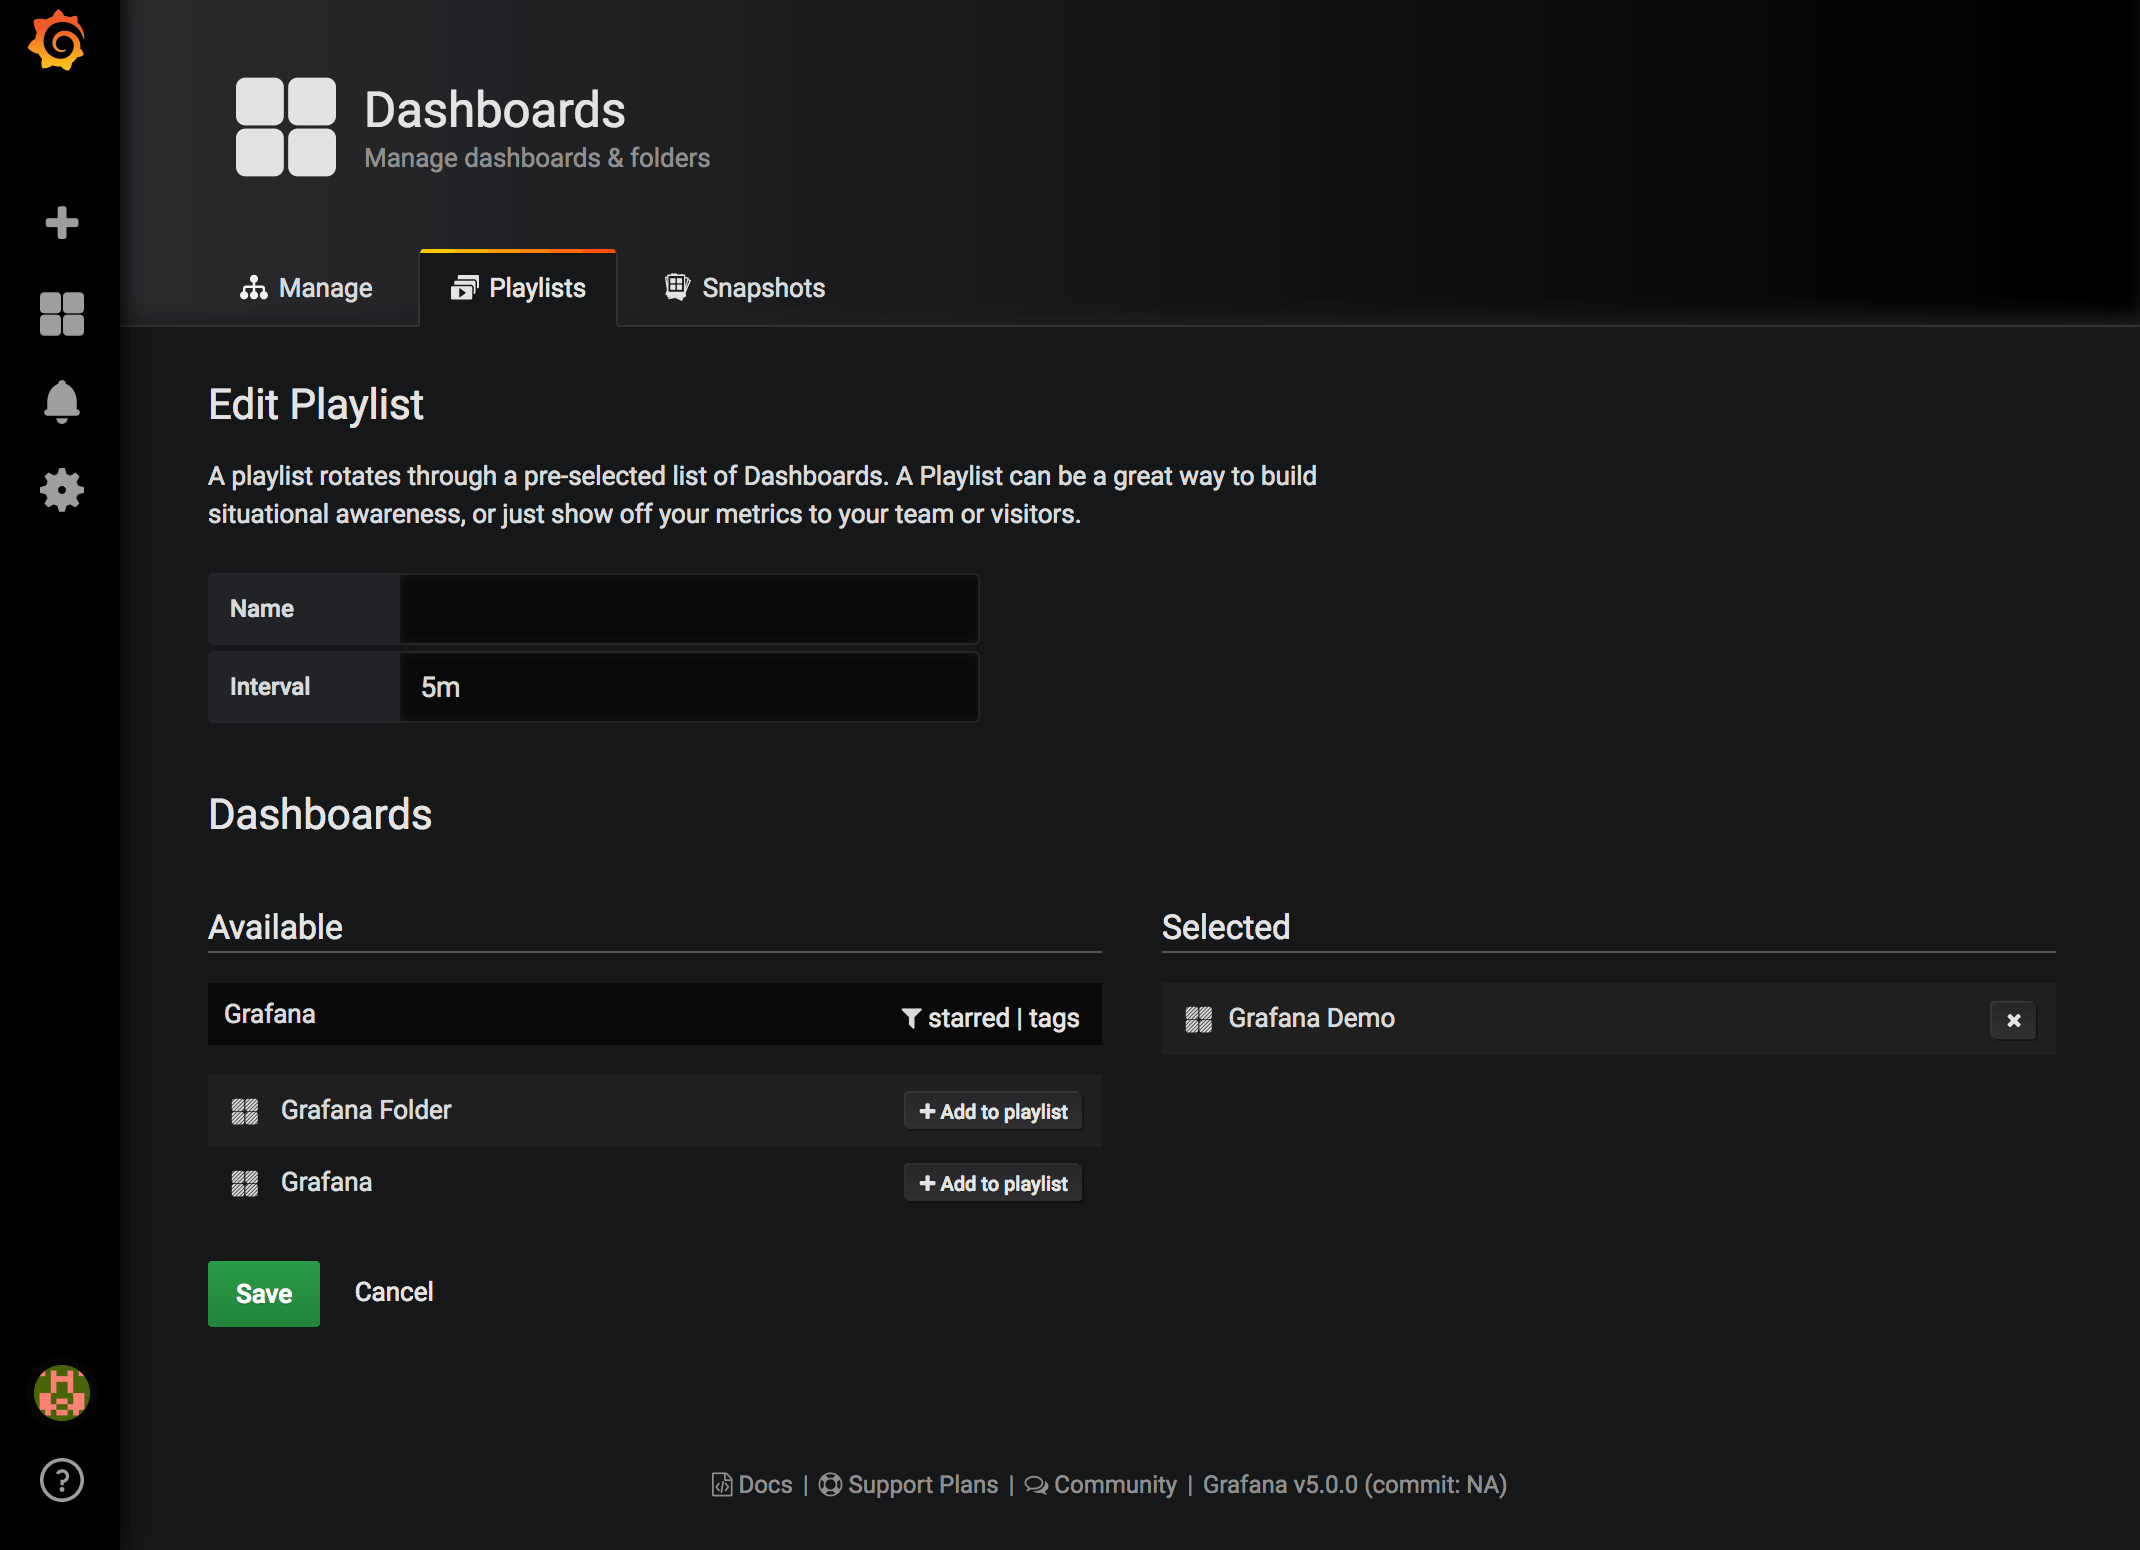 Dashboards
Manage dashboards & folders
Manage
Playlists
Snapshots
Edit Playlist
A playlist rotates through a pre-selected list of Dashboards. A Playlist can be a great way to build
situational awareness, or just show off your metrics to your team or visitors.
Name
Interval 5m
Dashboards
Available
Grafana starred | tags
Grafana Folder Add to playlist
Grafana Add to playlist
Selected
Grafana Demo
Save Cancel
Docs | Support Plans | Community | Grafana v5.0.0 (commit: NA)